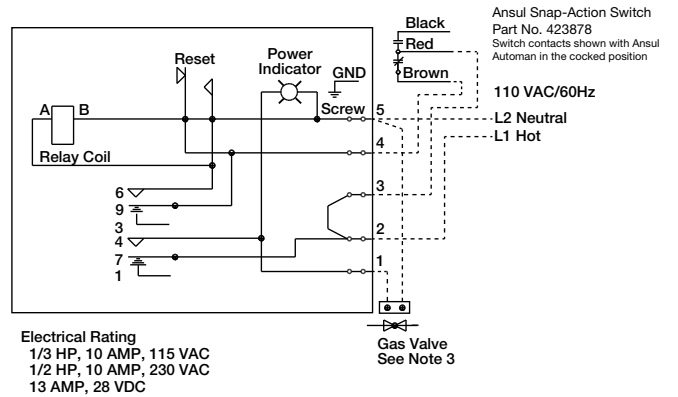 Ansul Snap-Action Switch
Part No. 423878
Switch contacts shown with Ansul
Automan in the cocked position
Black
Red
Brown
110 VAC/60Hz
L2 Neutral
L1 Hot
Reset
Power
Indicator
GND
Screw
A
B
Relay Coil
5
4
3
2
1
6
9
3
4
7
1
Gas Valve
See Note 3
Electrical Rating
1/3 HP, 10 AMP, 115 VAC
1/2 HP, 10 AMP, 230 VAC
13 AMP, 28 VDC